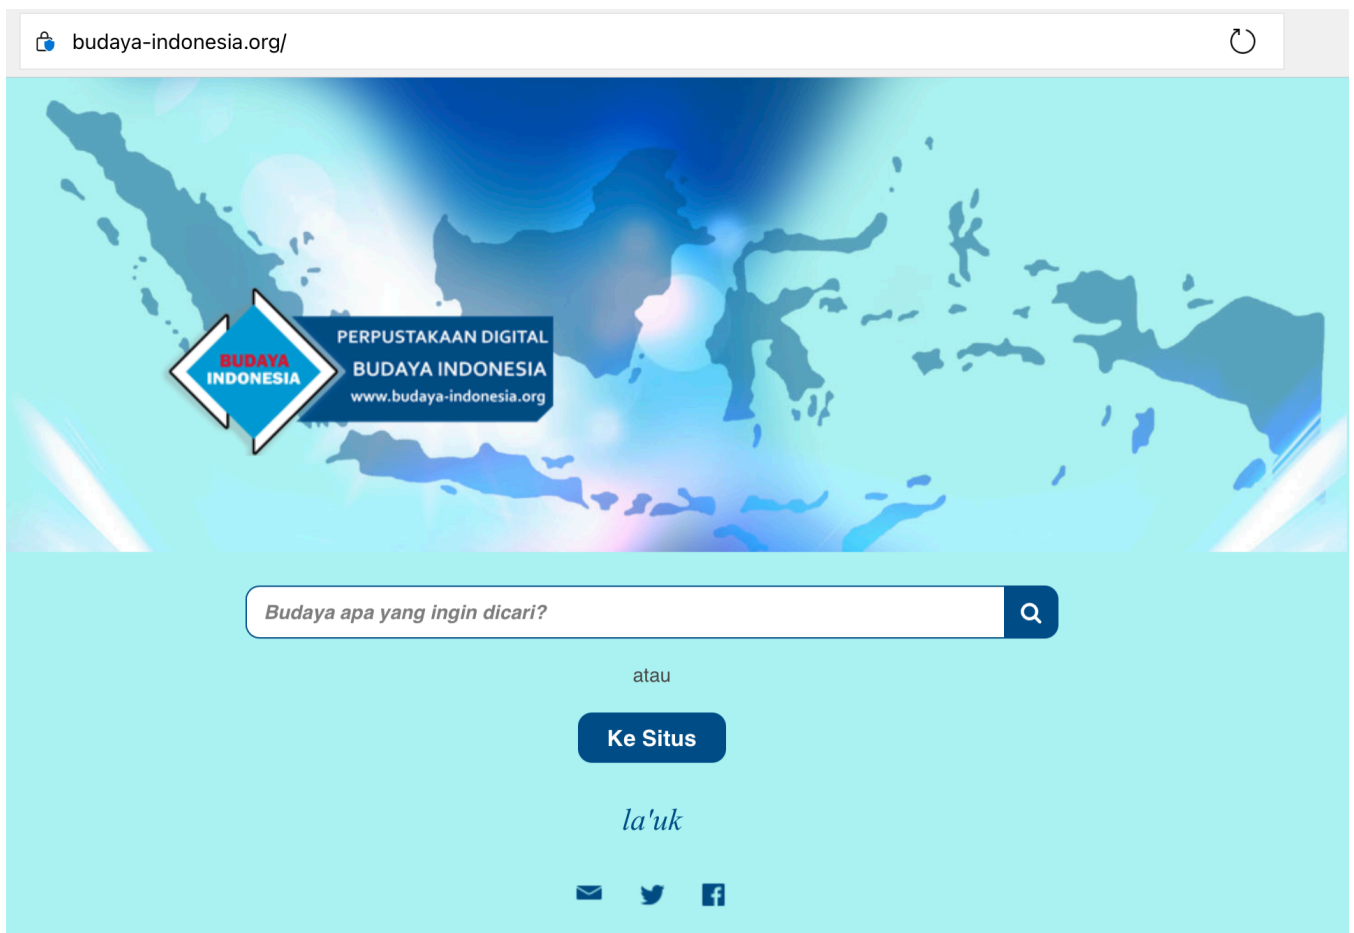 budaya-indonesia.org/
PERPUSTAKAAN DIGITAL
BUDAYA INDONESIA
www.budaya-indonesia.org
BUDAYA
INDONESIA
Budaya apa yang ingin dicari?
atau
Ke Situs
la'uk